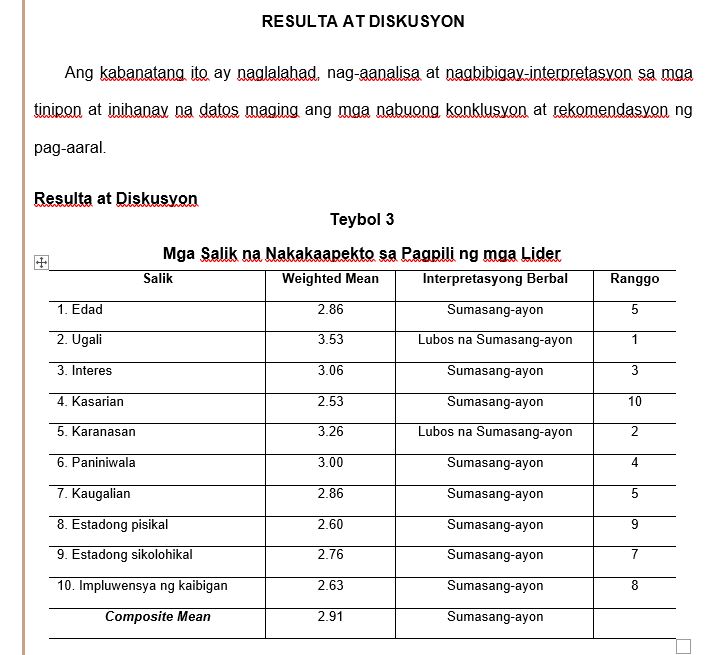 RESULTA AT DISKUSYON
Ang kabanatang ito ay naglalahad, nag-aanalisa at nagbibigay-interpretasyon sa mga
tinipon at inihanay na datos maging ang mga nabuong konklusyon at rekomendasyon ng
pag-aaral.
Resulta at Diskusyon
Teybol 3
Mga Salik na Nakakaapekto sa Pagpili ng mga Lider
Salik Weighted Mean Interpretasyong Berbal Ranggo
1. Edad 2.86 Sumasang-ayon 5
2. Ugali 3.53 Lubos na Sumasang-ayon 1
3. Interes 3.06 Sumasang-ayon 3
4. Kasarian 2.53 Sumasang-ayon 10
5. Karanasan 3.26 Lubos na Sumasang-ayon 2
6. Paniniwala 3.00 Sumasang-ayon 4
7. Kaugalian 2.86 Sumasang-ayon 5
8. Estadong pisikal 2.60 Sumasang-ayon 9
9. Estadong sikolohikal 2.76 Sumasang-ayon 7
10. Impluwensya ng kaibigan 2.63 Sumasang-ayon 8
Composite Mean 2.91 Sumasang-ayon